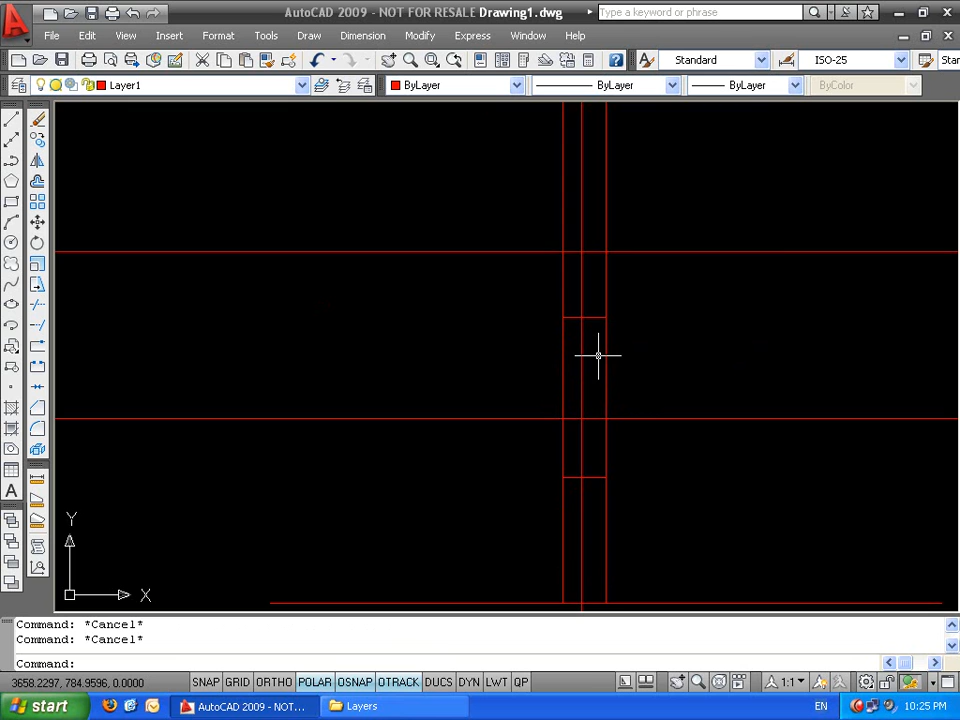 AutoCAD 2009 - NOT FOR RESALE Drawing1.dwg
Type a keyword or phrase
File Edit View Insert Format Tools Draw Dimension Modify Express Window Help
Standard ISO-25 Star
Layer1 ByLayer ByLayer ByLayer ByColor
A
Y
X
Command: *Cancel*
Command: *Cancel*
Command:
3658.2297, 784.9596, 0.0000 SNAP GRID ORTHO POLAR OSNAP OTRACK DUCS DYN LWT QP 1:1
start AutoCAD 2009 - NOT... Layers EN 10:25 PM